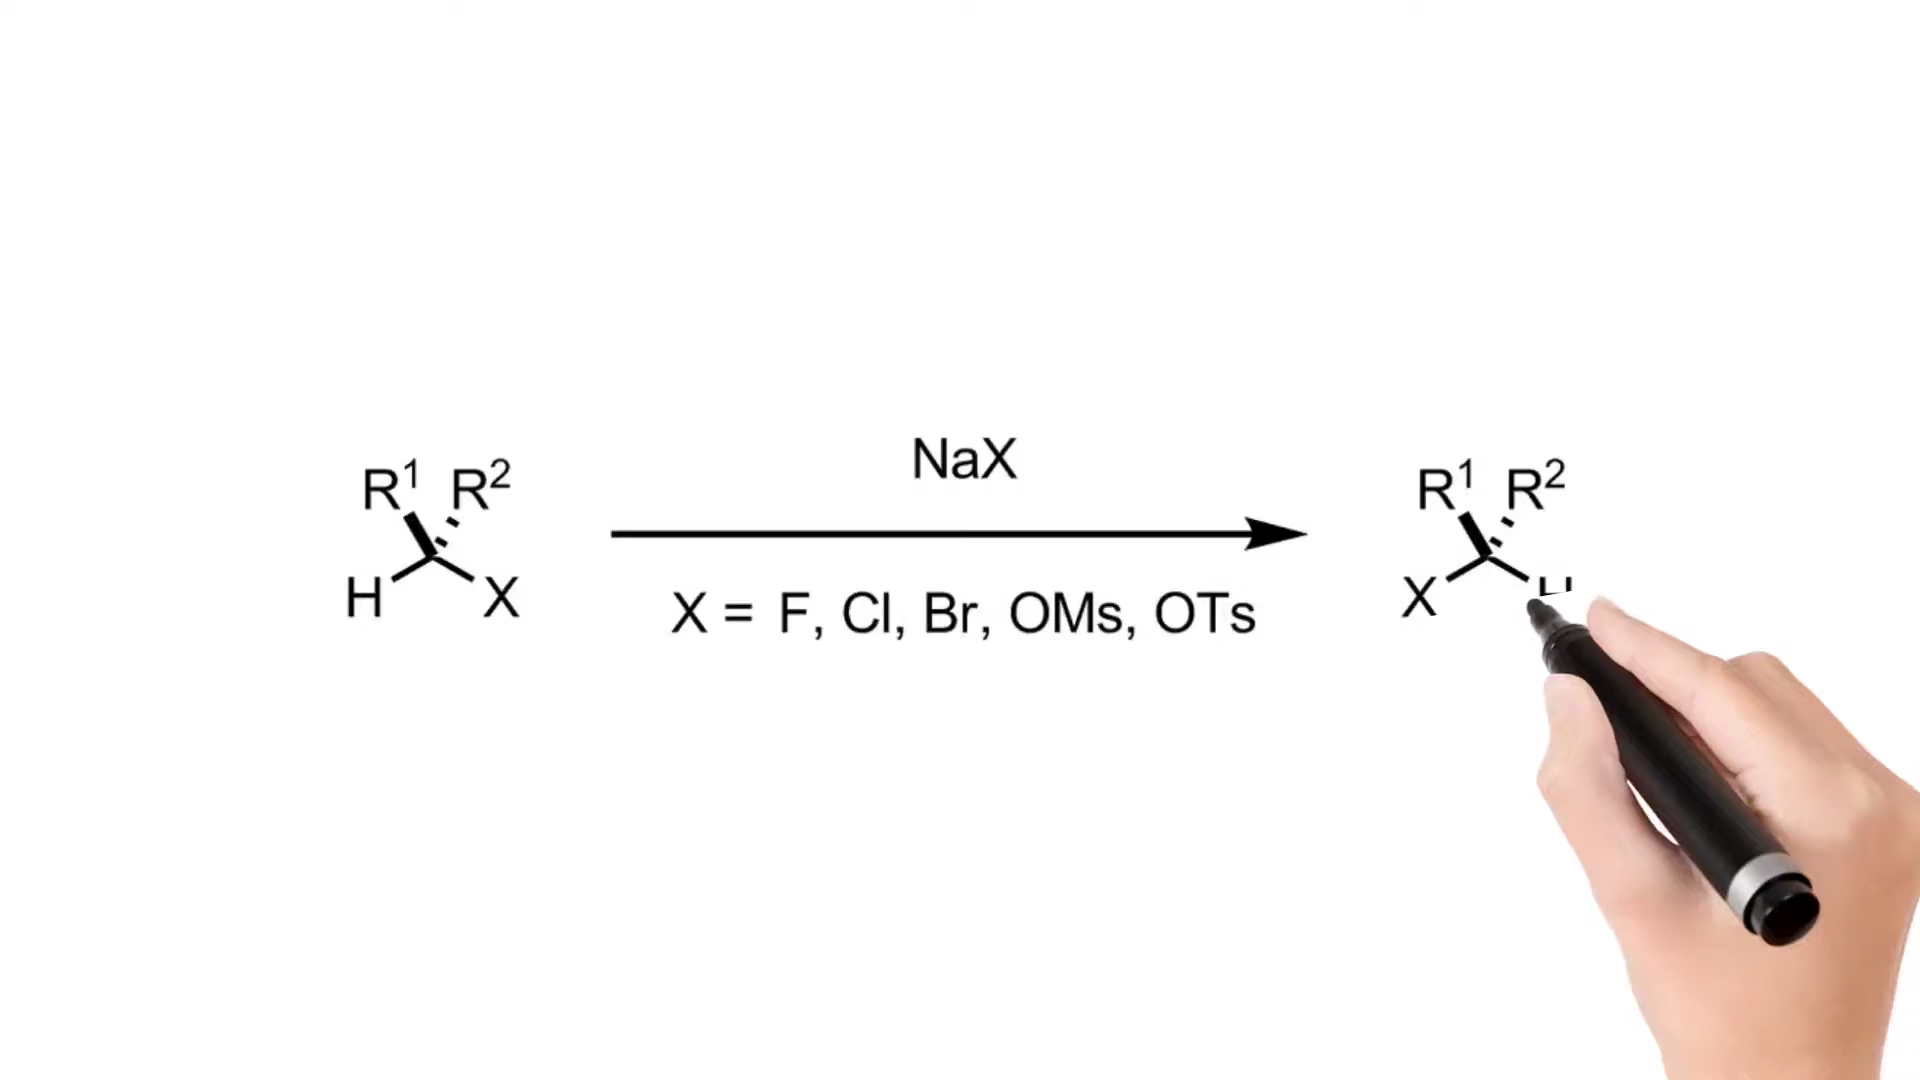 NaX
R¹ R² R¹ R²
H X X
X = F, Cl, Br, OMs, OTs